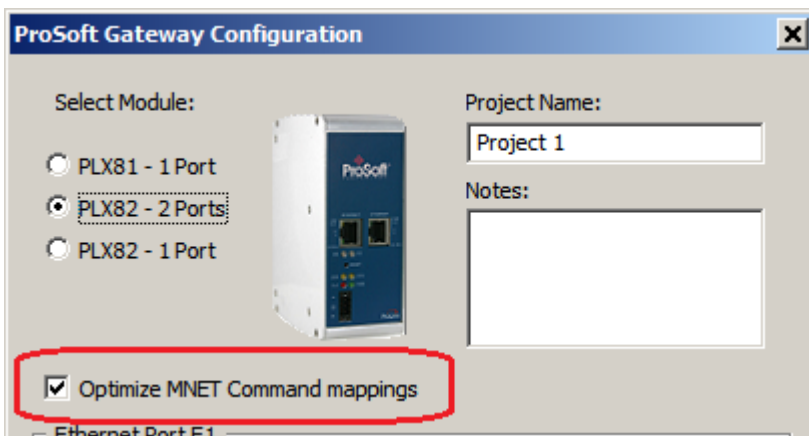 ProSoft Gateway Configuration
Select Module:
PLX81 - 1 Port
PLX82 - 2 Ports
PLX82 - 1 Port
ProSoft
Project Name:
Project 1
Notes:
Optimize MNET Command mappings
Ethernet Port E1